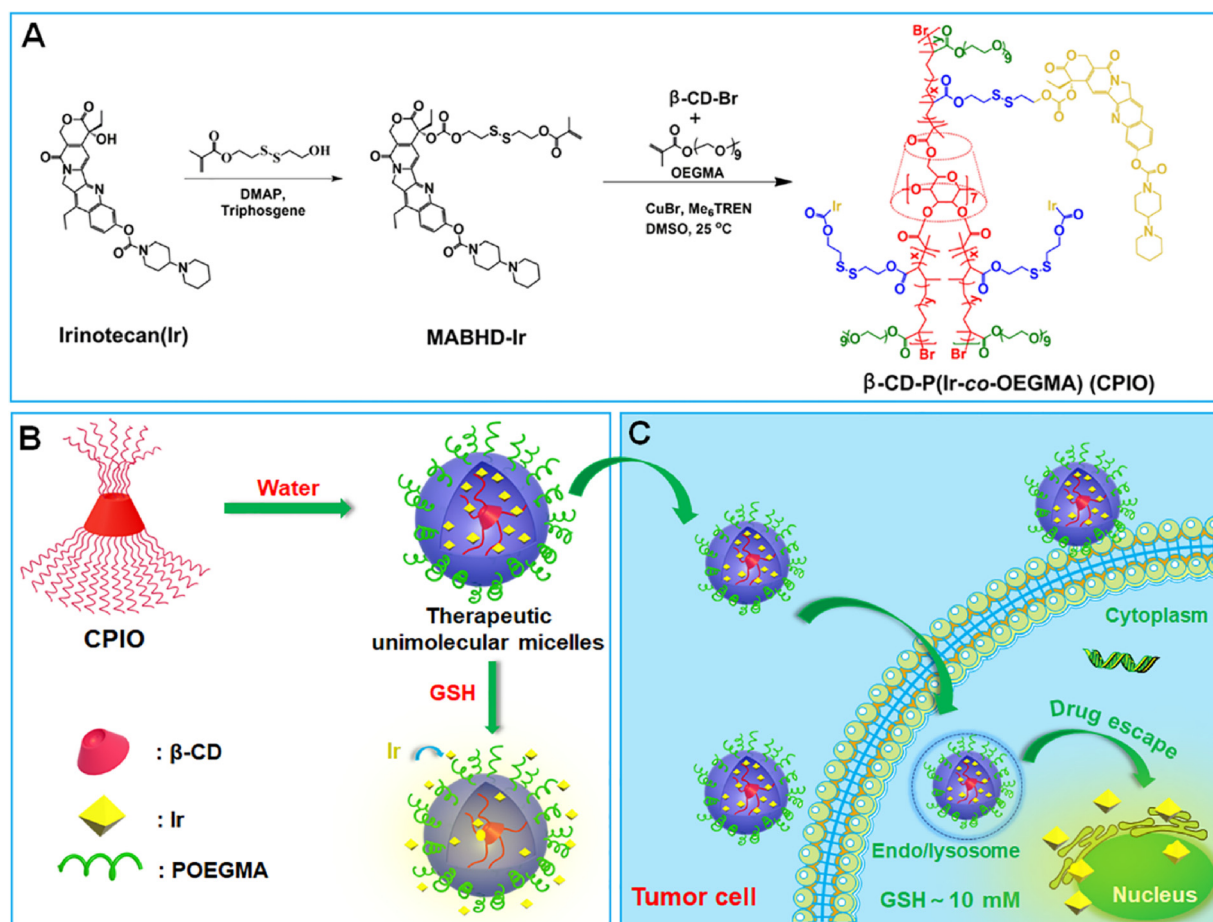 A
Irinotecan(Ir)
DMAP,
Triphosgene
MABHD-Ir
β-CD-Br
+
OEGMA
CuBr, Me₆TREN
DMSO, 25 °C
β-CD-P(Ir-co-OEGMA) (CPIO)
B
CPIO
Water
Therapeutic
unimolecular micelles
GSH
Ir
: β-CD
: Ir
: POEGMA
C
Cytoplasm
Drug escape
Endo/lysosome
GSH ~ 10 mM
Nucleus
Tumor cell